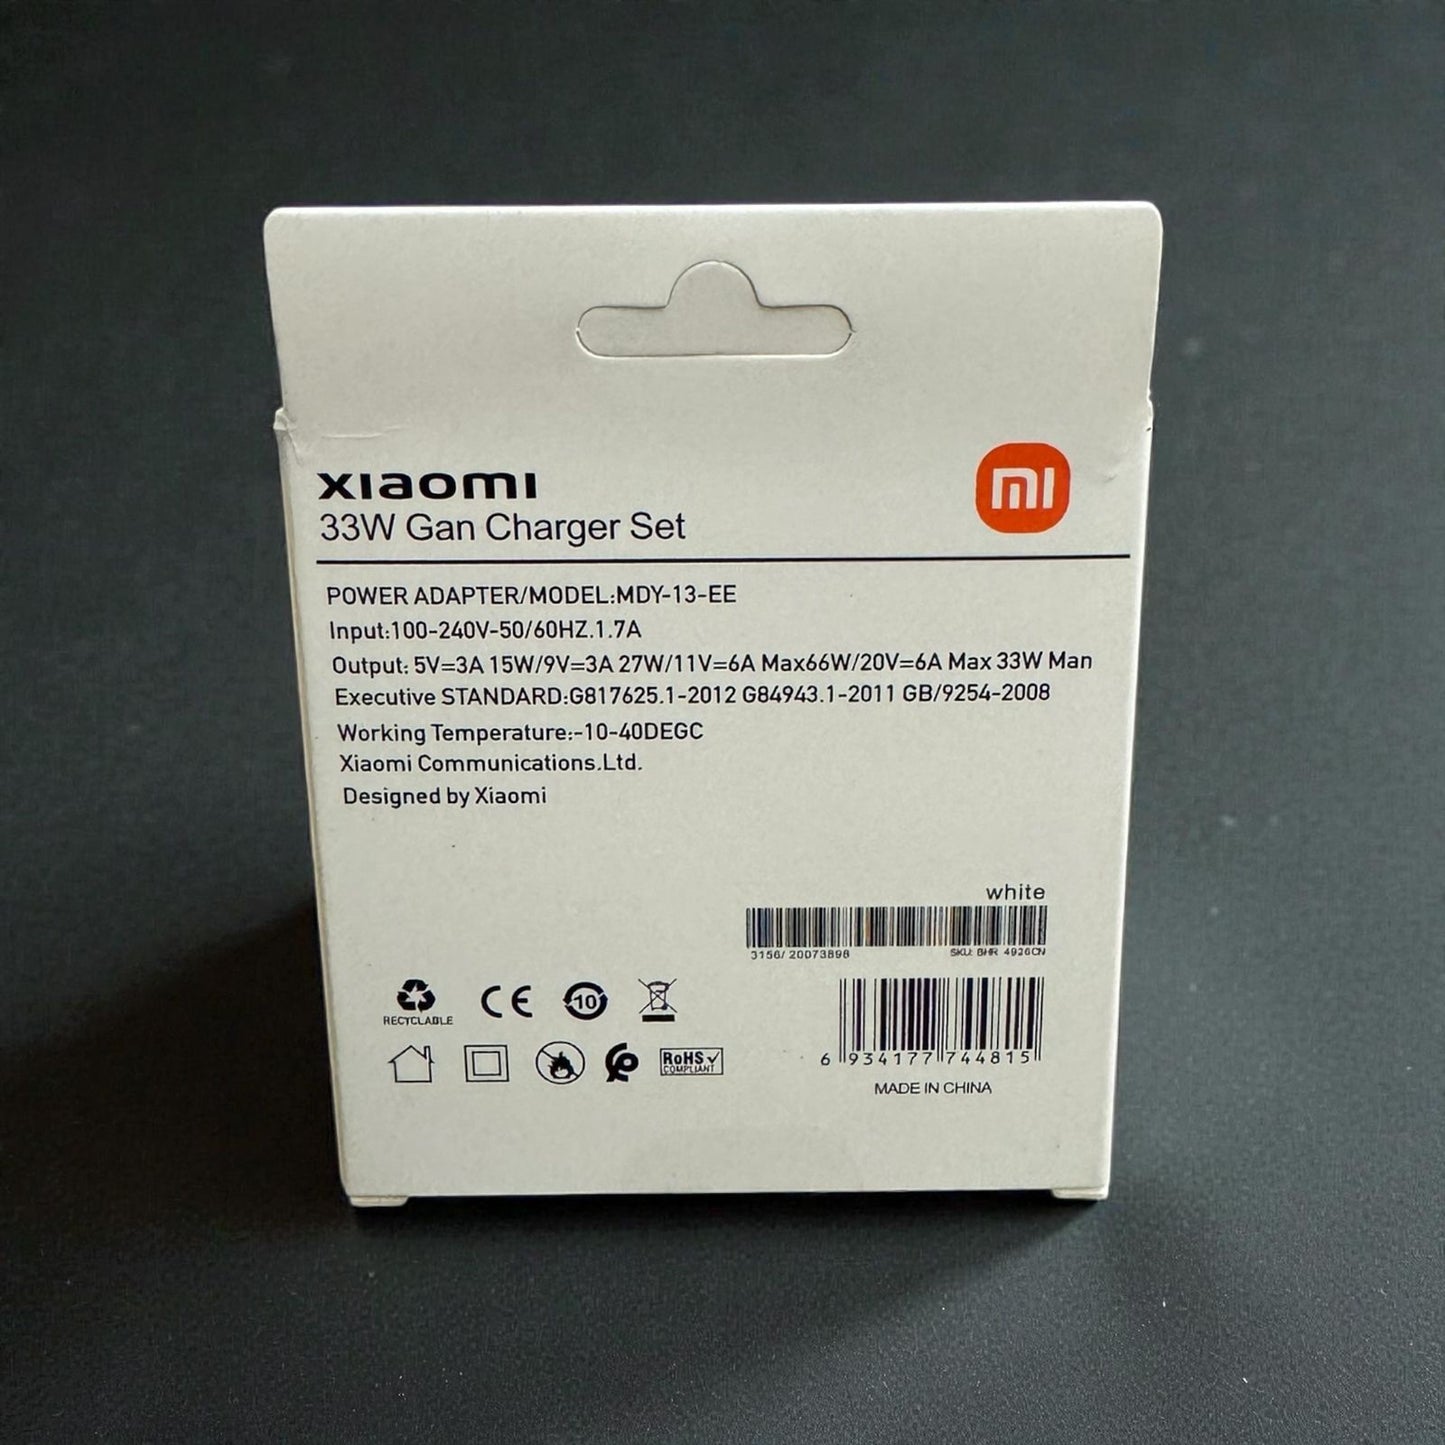 xiaomi
mi
33W Gan Charger Set
POWER ADAPTER/MODEL:MDY-13-EE
Input:100-240V-50/60HZ.1.7A
Output: 5V=3A 15W/9V=3A 27W/11V=6A Max66W/20V=6A Max 33W Man
Executive STANDARD:G817625.1-2012 G84943.1-2011 GB/9254-2008
Working Temperature:-10-40DEGC
Xiaomi Communications.Ltd.
Designed by Xiaomi
white
3156/20073898 SKU: BHR 4926CN
RECYCLABLE
CE
10
RoHS
COMPLIANT
6 934177 744815
MADE IN CHINA